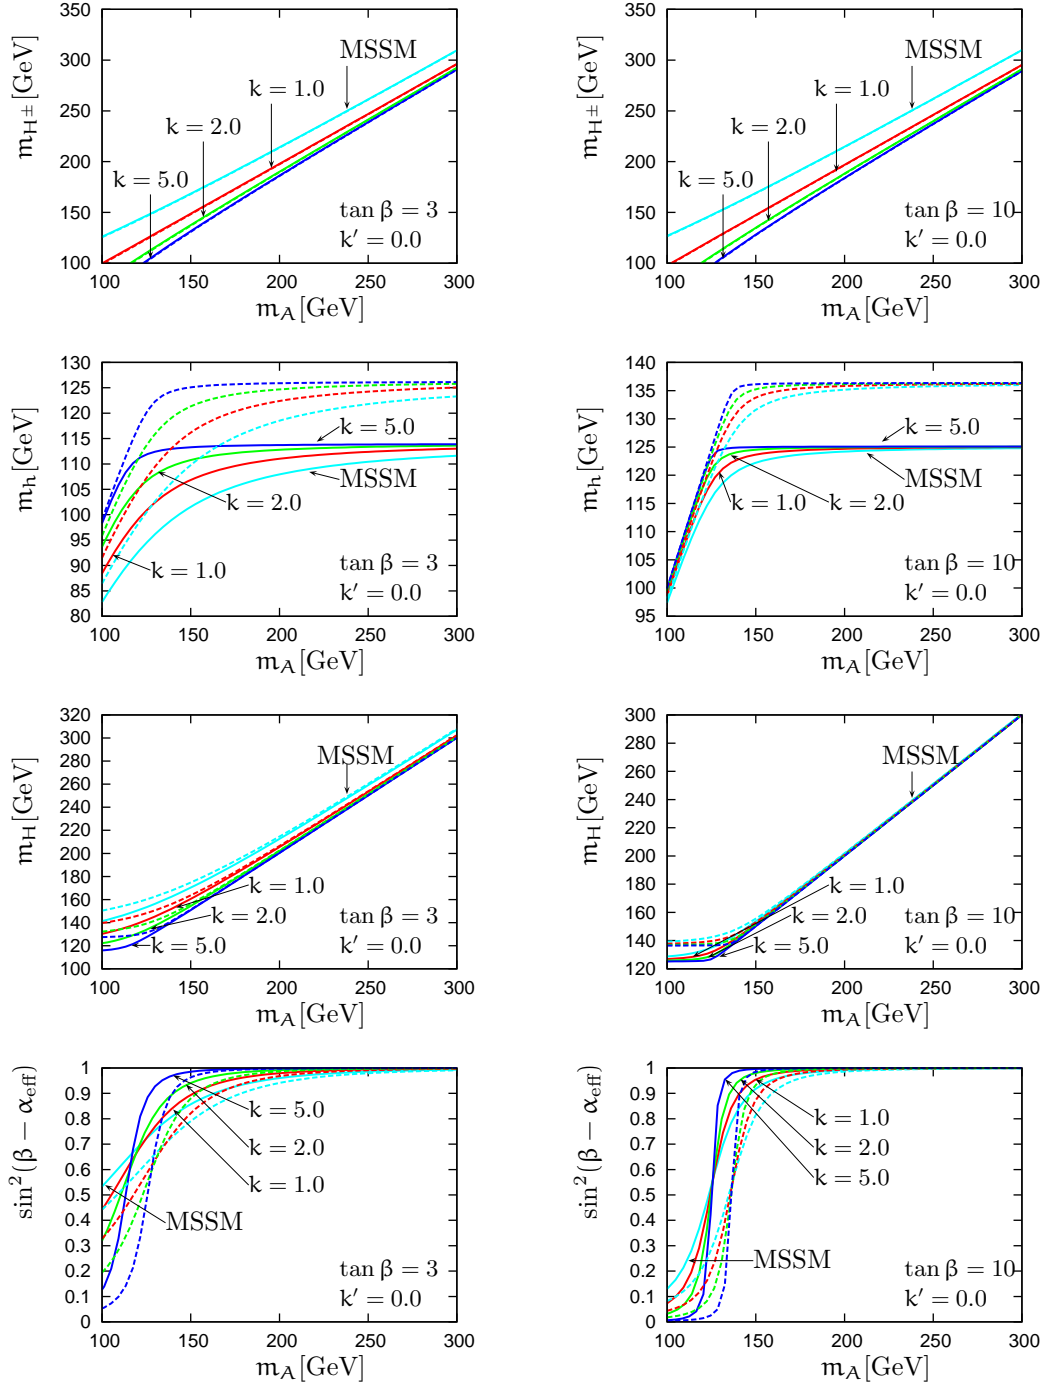 350
300
250
200
150
100
100 150 200 250 300
m_H± [GeV]
m_A [GeV]
MSSM
k = 1.0
k = 2.0
k = 5.0
tan β = 3
k′ = 0.0
350
300
250
200
150
100
100 150 200 250 300
m_H± [GeV]
m_A [GeV]
MSSM
k = 1.0
k = 2.0
k = 5.0
tan β = 10
k′ = 0.0
130
125
120
115
110
105
100
95
90
85
80
100 150 200 250 300
m_h [GeV]
m_A [GeV]
k = 5.0
MSSM
k = 2.0
k = 1.0
tan β = 3
k′ = 0.0
140
135
130
125
120
115
110
105
100
95
100 150 200 250 300
m_h [GeV]
m_A [GeV]
k = 5.0
MSSM
k = 1.0
k = 2.0
tan β = 10
k′ = 0.0
320
300
280
260
240
220
200
180
160
140
120
100
100 150 200 250 300
m_H [GeV]
m_A [GeV]
MSSM
k = 1.0
k = 2.0
k = 5.0
tan β = 3
k′ = 0.0
300
280
260
240
220
200
180
160
140
120
100 150 200 250 300
m_H [GeV]
m_A [GeV]
MSSM
k = 1.0
k = 2.0
k = 5.0
tan β = 10
k′ = 0.0
1
0.9
0.8
0.7
0.6
0.5
0.4
0.3
0.2
0.1
0
100 150 200 250 300
sin²(β − α_eff)
m_A [GeV]
k = 5.0
k = 2.0
k = 1.0
MSSM
tan β = 3
k′ = 0.0
1
0.9
0.8
0.7
0.6
0.5
0.4
0.3
0.2
0.1
0
100 150 200 250 300
sin²(β − α_eff)
m_A [GeV]
k = 1.0
k = 2.0
k = 5.0
MSSM
tan β = 10
k′ = 0.0